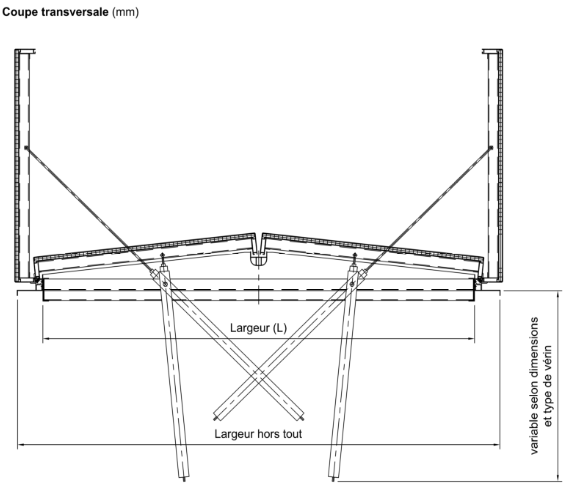 Coupe transversale (mm)
Largeur (L)
Largeur hors tout
variable selon dimensions
et type de vérin